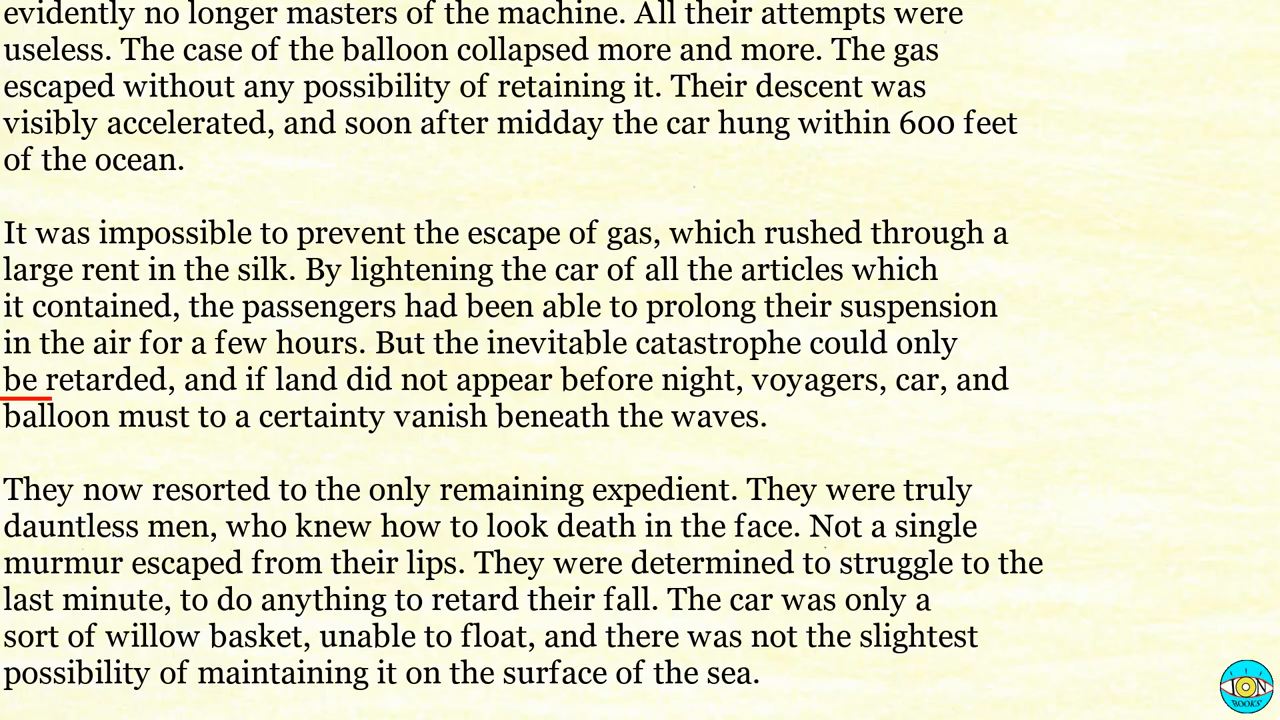 evidently no longer masters of the machine. All their attempts were
useless. The case of the balloon collapsed more and more. The gas
escaped without any possibility of retaining it. Their descent was
visibly accelerated, and soon after midday the car hung within 600 feet
of the ocean.
It was impossible to prevent the escape of gas, which rushed through a
large rent in the silk. By lightening the car of all the articles which
it contained, the passengers had been able to prolong their suspension
in the air for a few hours. But the inevitable catastrophe could only
be retarded, and if land did not appear before night, voyagers, car, and
balloon must to a certainty vanish beneath the waves.
They now resorted to the only remaining expedient. They were truly
dauntless men, who knew how to look death in the face. Not a single
murmur escaped from their lips. They were determined to struggle to the
last minute, to do anything to retard their fall. The car was only a
sort of willow basket, unable to float, and there was not the slightest
possibility of maintaining it on the surface of the sea.
ION
BOOKS